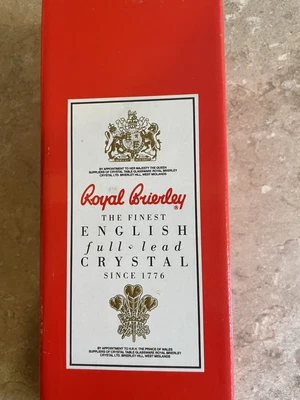 BY APPOINTMENT TO HER MAJESTY THE QUEEN
SUPPLIERS OF CRYSTAL TABLE GLASSWARE ROYAL BRIERLEY
CRYSTAL LTD. BRIERLEY HILL, WEST MIDLANDS
Royal Brierley®
THE FINEST
ENGLISH
full - lead
CRYSTAL
SINCE 1776
BY APPOINTMENT TO H.R.H. THE PRINCE OF WALES
SUPPLIERS OF CRYSTAL TABLE GLASSWARE ROYAL BRIERLEY
CRYSTAL LTD. BRIERLEY HILL, WEST MIDLANDS